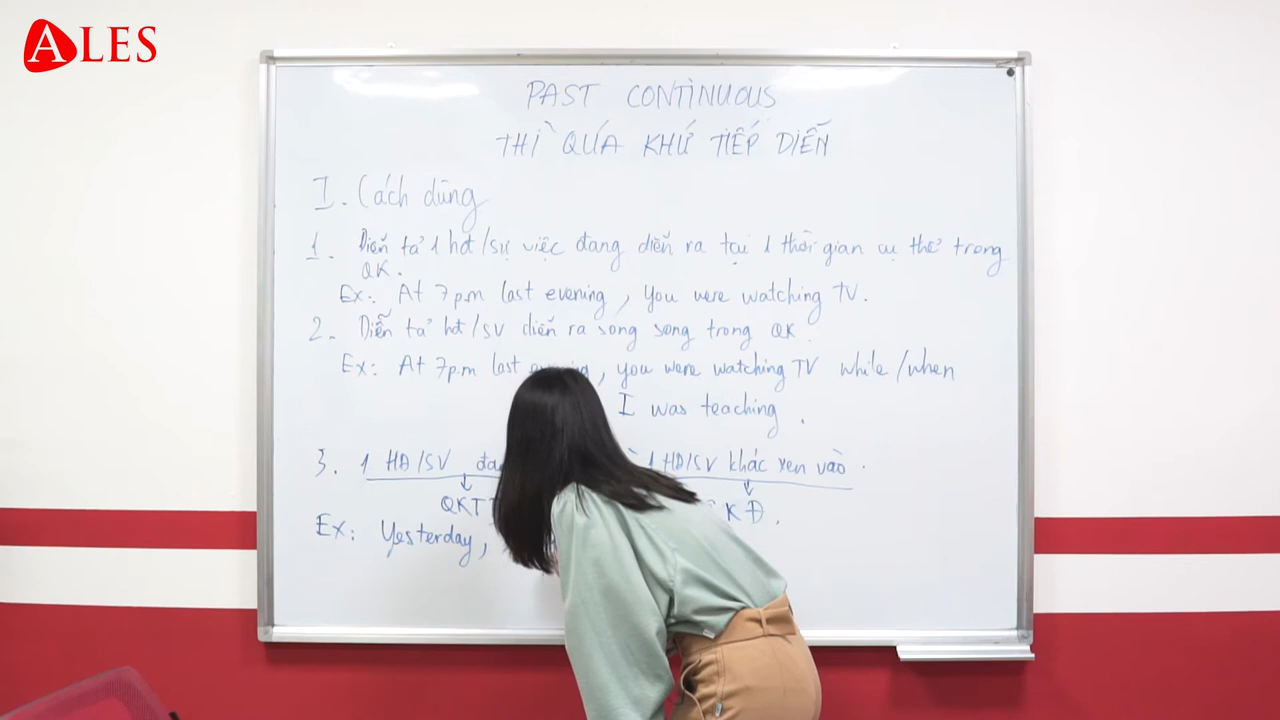 ALES
PAST CONTINUOUS
THÌ QUÁ KHỨ TIẾP DIỄN
I. Cách dùng
1. Diễn tả 1 hđ/sự việc đang diễn ra tại 1 thời gian cụ thể trong
QK.
Ex: At 7p.m last evening, you were watching TV.
2. Diễn tả hđ/SV diễn ra song song trong QK.
Ex: At 7p.m last evening, you were watching TV while/when
I was teaching.
3. 1 HĐ/SV 1 HĐ/SV khác xen vào.
KĐ.
Ex: Yesterday,